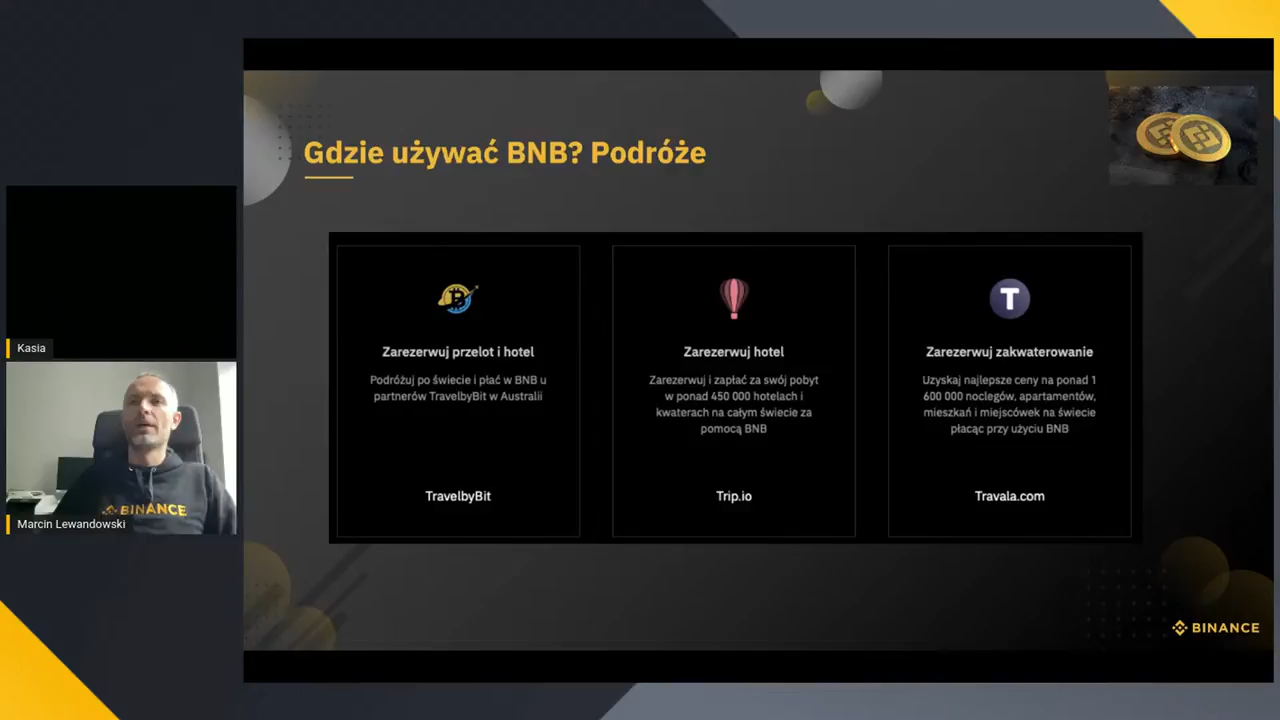 Gdzie używać BNB? Podróże
Zarezerwuj przelot i hotel
Podróżuj po świecie i płać w BNB u
partnerów TravelbyBit w Australii
TravelbyBit
Zarezerwuj hotel
Zarezerwuj i zapłać za swój pobyt
w ponad 450 000 hotelach i
kwaterach na całym świecie za
pomocą BNB
Trip.io
T
Zarezerwuj zakwaterowanie
Uzyskaj najlepsze ceny na ponad 1
600 000 noclegów, apartamentów,
mieszkań i miejscówek na świecie
płacąc przy użyciu BNB
Travala.com
Kasia
BINANCE
Marcin Lewandowski
BINANCE